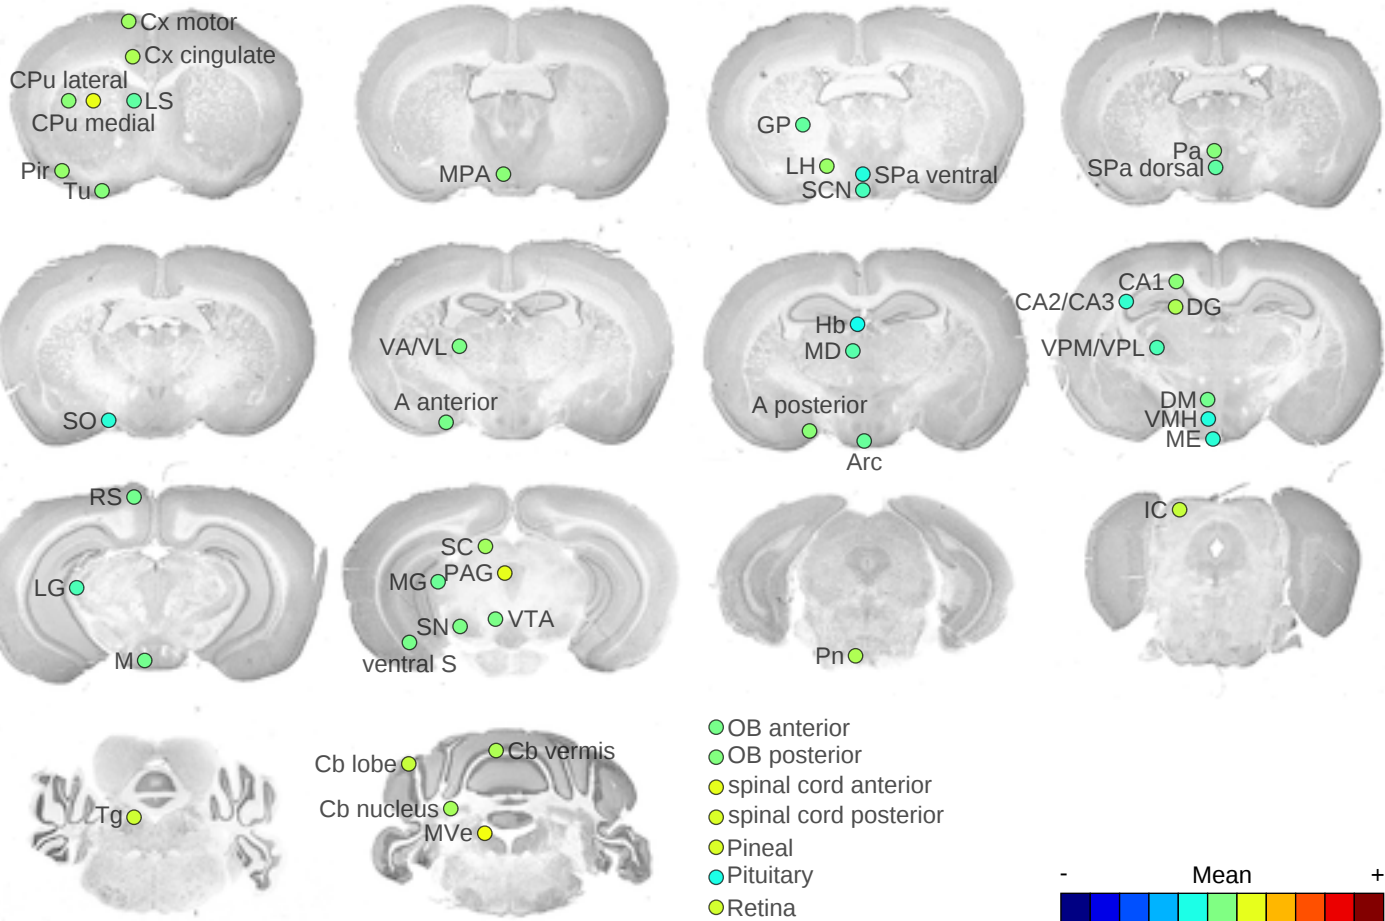 Cx motor
Cx cingulate
CPu lateral
LS
CPu medial
Pir
Tu
MPA
GP
LH
SPa ventral
SCN
Pa
SPa dorsal
SO
VA/VL
A anterior
Hb
MD
A posterior
Arc
CA1
CA2/CA3
DG
VPM/VPL
DM
VMH
ME
RS
LG
M
SC
MG
PAG
SN
VTA
ventral S
Pn
IC
Tg
Cb lobe
Cb vermis
Cb nucleus
MVe
OB anterior
OB posterior
spinal cord anterior
spinal cord posterior
Pineal
Pituitary
Retina
- Mean +